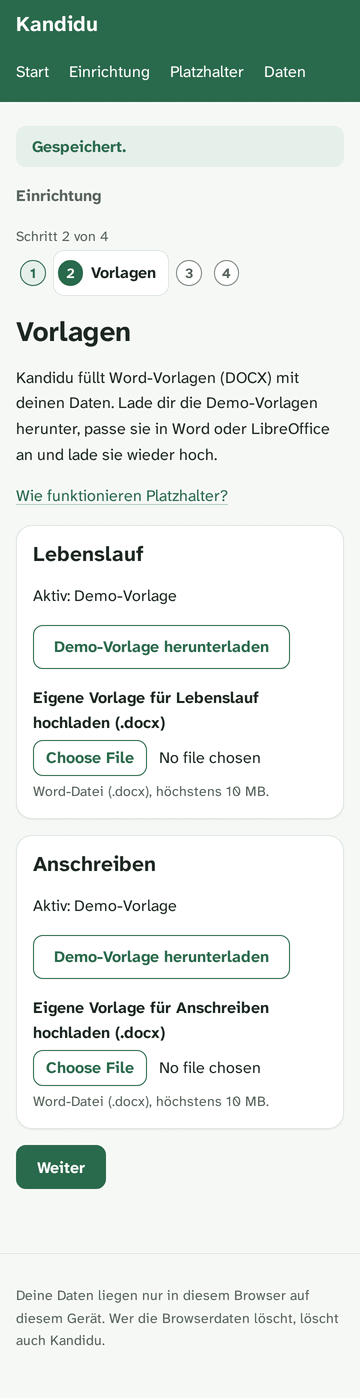 Kandidu
Start Einrichtung Platzhalter Daten
Gespeichert.
Einrichtung
Schritt 2 von 4
1 2 Vorlagen 3 4
Vorlagen
Kandidu füllt Word-Vorlagen (DOCX) mit
deinen Daten. Lade dir die Demo-Vorlagen
herunter, passe sie in Word oder LibreOffice
an und lade sie wieder hoch.
Wie funktionieren Platzhalter?
Lebenslauf
Aktiv: Demo-Vorlage
Demo-Vorlage herunterladen
Eigene Vorlage für Lebenslauf
hochladen (.docx)
Choose File No file chosen
Word-Datei (.docx), höchstens 10 MB.
Anschreiben
Aktiv: Demo-Vorlage
Demo-Vorlage herunterladen
Eigene Vorlage für Anschreiben
hochladen (.docx)
Choose File No file chosen
Word-Datei (.docx), höchstens 10 MB.
Weiter
Deine Daten liegen nur in diesem Browser auf
diesem Gerät. Wer die Browserdaten löscht, löscht
auch Kandidu.